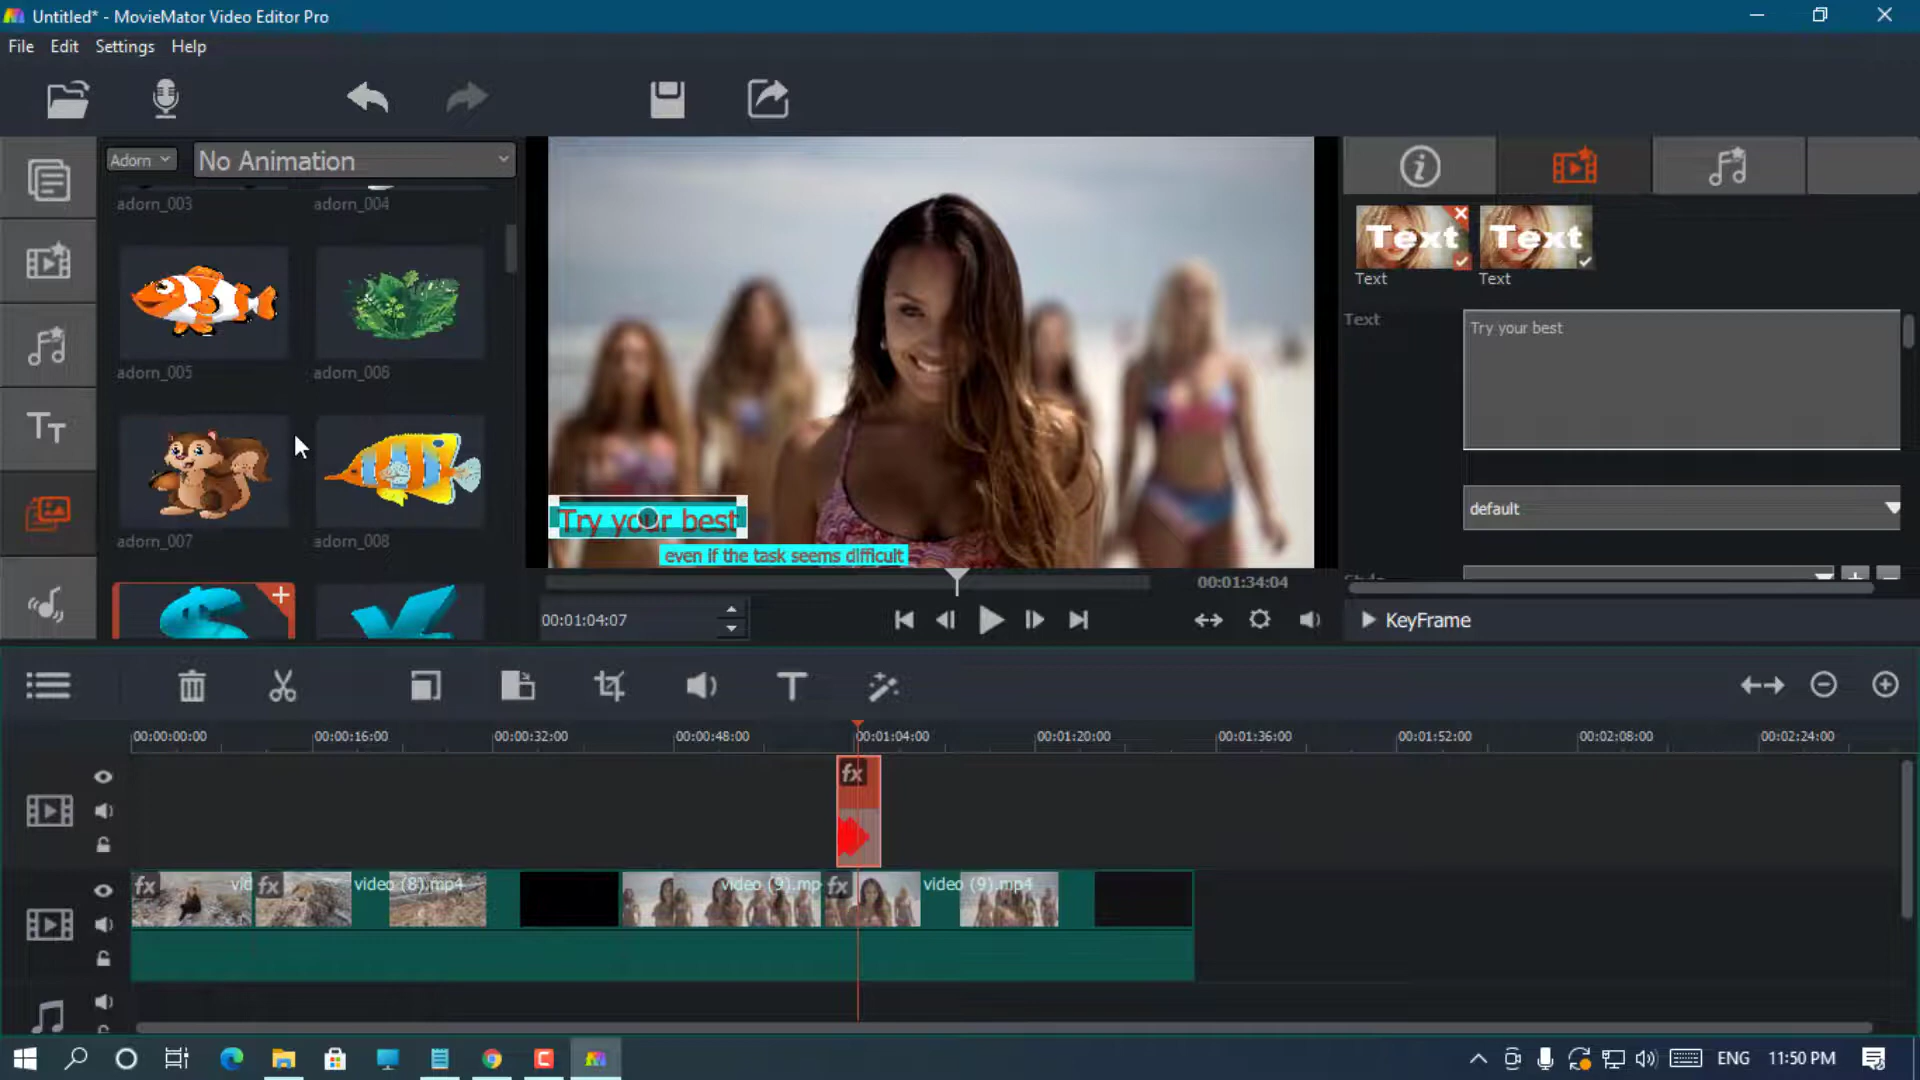 Untitled* - MovieMator Video Editor Pro
File Edit Settings Help
Adorn No Animation
adorn_003 adorn_004
adorn_005 adorn_006
adorn_007 adorn_008
Try your best
even if the task seems difficult
00:01:04:07
00:01:34:04
Text
Text
Text Text
Text
Try your best
default
Style
KeyFrame
00:00:00:00 00:00:16:00 00:00:32:00 00:00:48:00 00:01:04:00 00:01:20:00 00:01:36:00 00:01:52:00 00:02:08:00 00:02:24:00
fx
fx vid fx video (8).mp4 video (9).mp fx video (9).mp4
ENG 11:50 PM